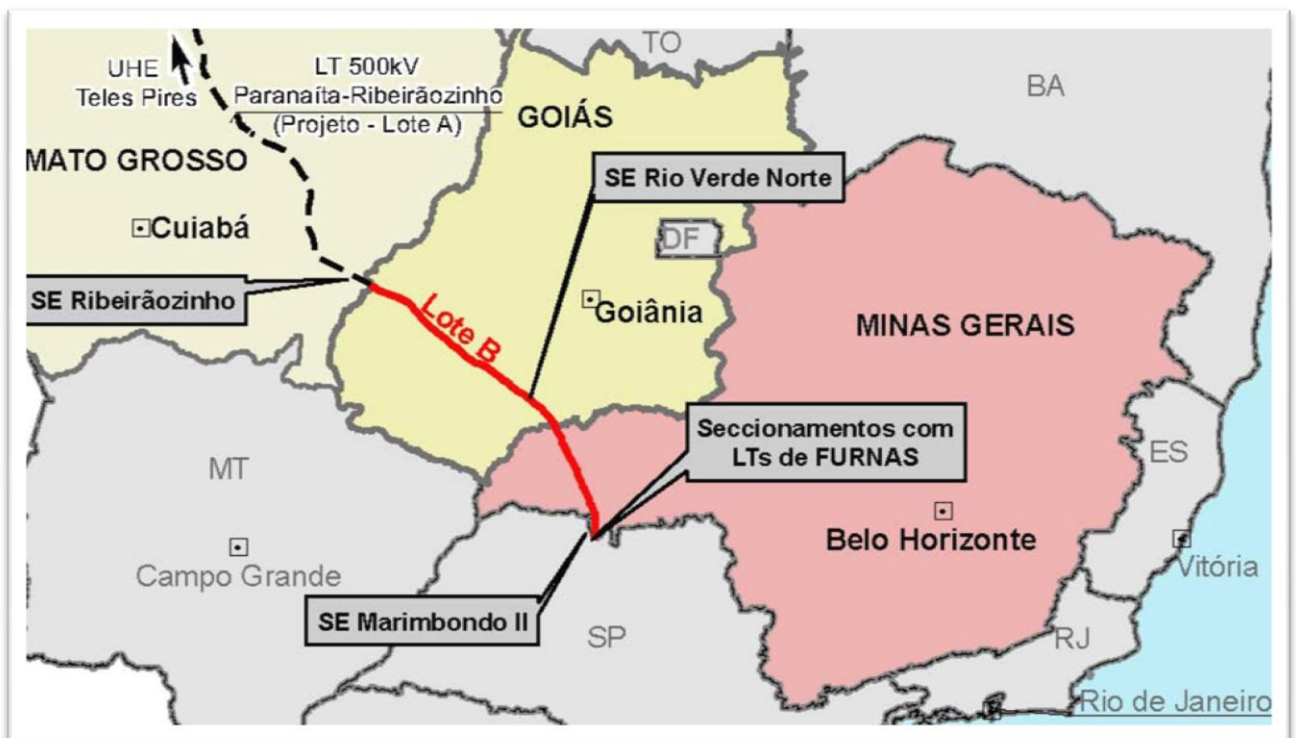 TO
UHE
Teles Pires
LT 500kV
Paranaíta-Ribeirãozinho
(Projeto - Lote A)
GOIÁS
BA
MATO GROSSO
SE Rio Verde Norte
Cuiabá
DF
SE Ribeirãozinho
Lote B
Goiânia
MINAS GERAIS
Seccionamentos com
LTs de FURNAS
MT
ES
Belo Horizonte
Campo Grande
Vitória
SE Marimbondo II
SP
RJ
Rio de Janeiro